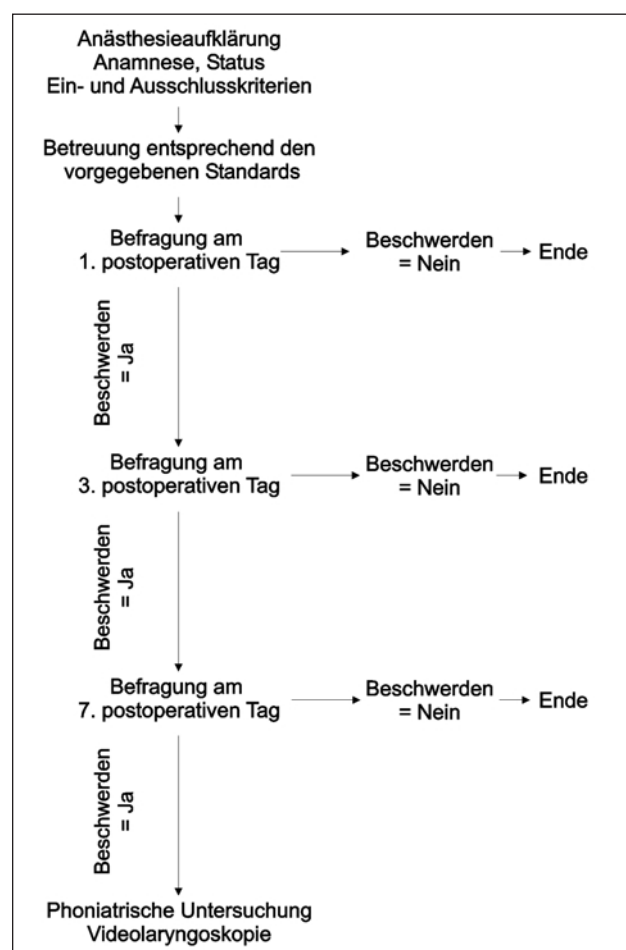 Anästhesieaufklärung
Anamnese, Status
Ein- und Ausschlusskriterien
Betreuung entsprechend den
vorgegebenen Standards
Befragung am
1. postoperativen Tag
Beschwerden
= Nein
Ende
Beschwerden
= Ja
Befragung am
3. postoperativen Tag
Beschwerden
= Nein
Ende
Beschwerden
= Ja
Befragung am
7. postoperativen Tag
Beschwerden
= Nein
Ende
Beschwerden
= Ja
Phoniatrische Untersuchung
Videolaryngoskopie